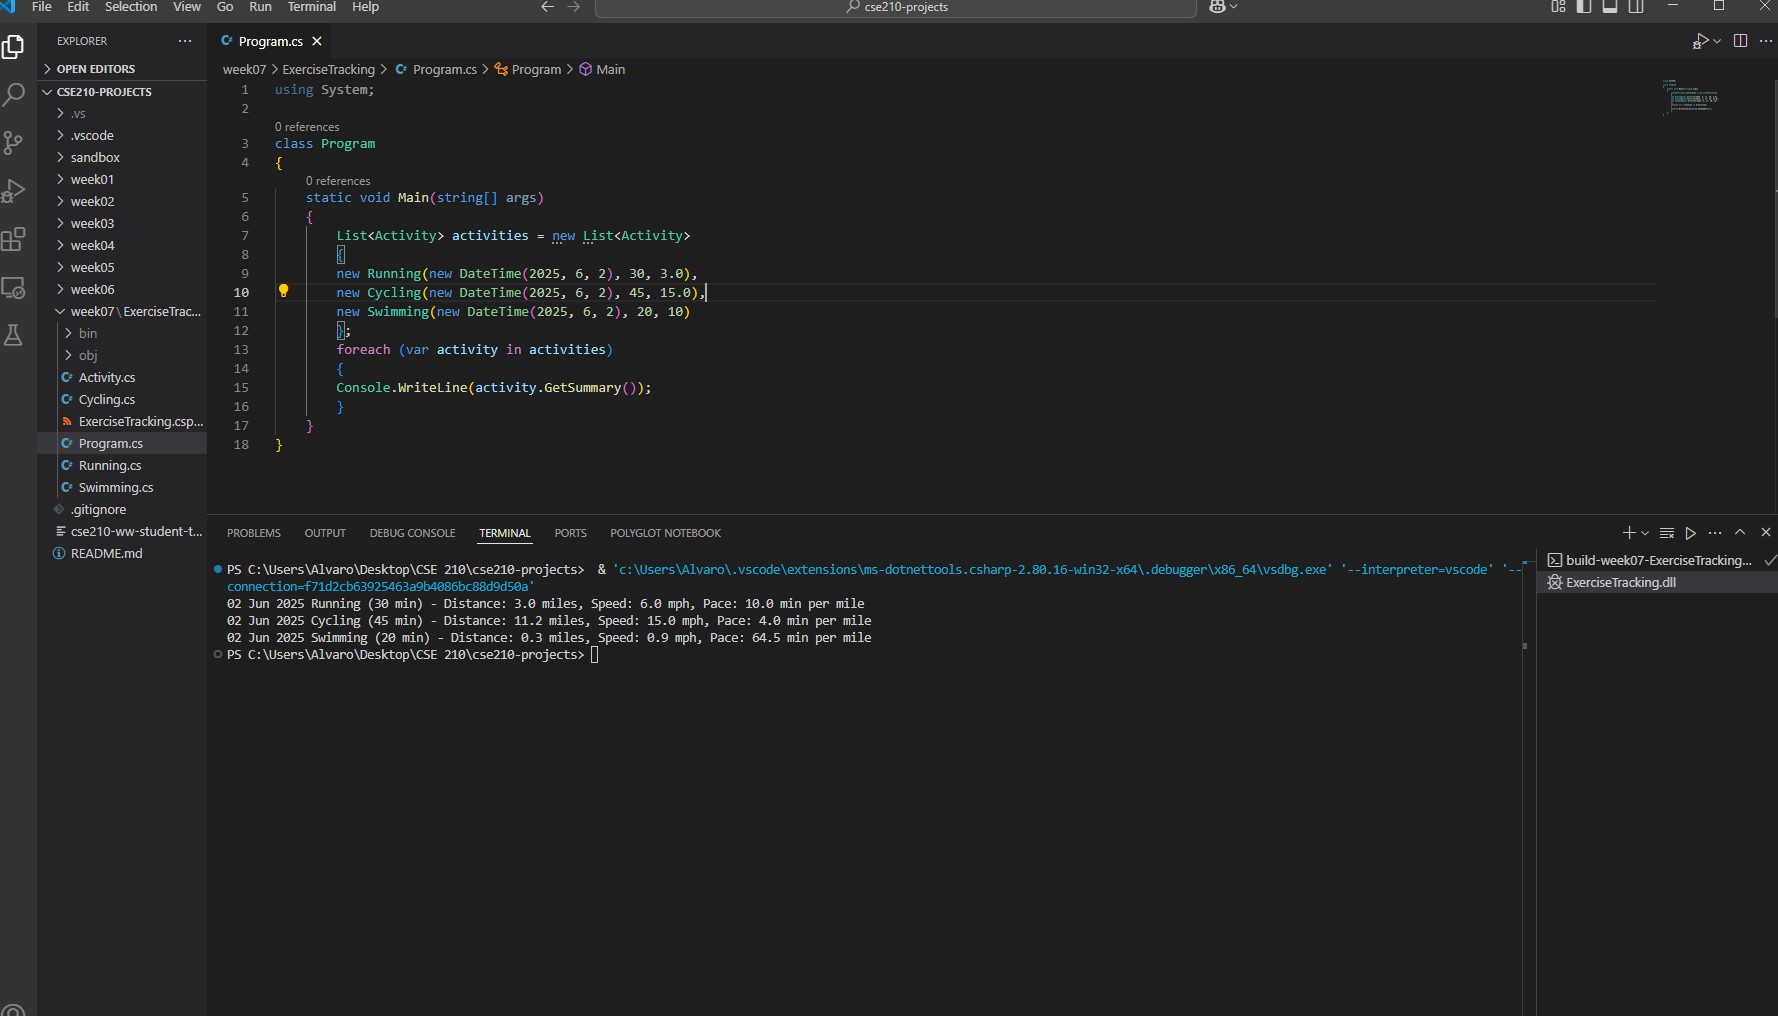 File Edit Selection View Go Run Terminal Help
cse210-projects
EXPLORER
OPEN EDITORS
CSE210-PROJECTS
.vs
.vscode
sandbox
week01
week02
week03
week04
week05
week06
week07\ExerciseTrac...
bin
obj
Activity.cs
Cycling.cs
ExerciseTracking.csp...
Program.cs
Running.cs
Swimming.cs
.gitignore
cse210-ww-student-t...
README.md
Program.cs
week07 > ExerciseTracking > Program.cs > Program > Main
1 using System;
2
0 references
3 class Program
4 {
0 references
5 static void Main(string[] args)
6 {
7 List<Activity> activities = new List<Activity>
8 {
9 new Running(new DateTime(2025, 6, 2), 30, 3.0),
10 new Cycling(new DateTime(2025, 6, 2), 45, 15.0),
11 new Swimming(new DateTime(2025, 6, 2), 20, 10)
12 };
13 foreach (var activity in activities)
14 {
15 Console.WriteLine(activity.GetSummary());
16 }
17 }
18 }
PROBLEMS OUTPUT DEBUG CONSOLE TERMINAL PORTS POLYGLOT NOTEBOOK
PS C:\Users\Alvaro\Desktop\CSE 210\cse210-projects> & 'c:\Users\Alvaro\.vscode\extensions\ms-dotnettools.csharp-2.80.16-win32-x64\.debugger\x86_64\vsdbg.exe' '--interpreter=vscode' '--
connection=f71d2cb63925463a9b4086bc88d9d50a'
02 Jun 2025 Running (30 min) - Distance: 3.0 miles, Speed: 6.0 mph, Pace: 10.0 min per mile
02 Jun 2025 Cycling (45 min) - Distance: 11.2 miles, Speed: 15.0 mph, Pace: 4.0 min per mile
02 Jun 2025 Swimming (20 min) - Distance: 0.3 miles, Speed: 0.9 mph, Pace: 64.5 min per mile
PS C:\Users\Alvaro\Desktop\CSE 210\cse210-projects>
build-week07-ExerciseTracking...
ExerciseTracking.dll